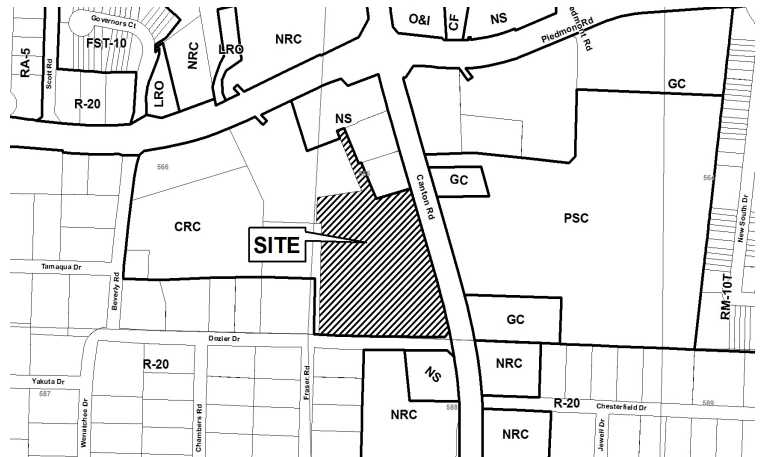 Governors Ct
O&I
CF
NS
Piedmont Rd
Piedmont Rd
FST-10
NRC
LRO
NRC
RA-5
Scott Rd
LRO
R-20
GC
NS
566
565
564
GC
Canton Rd
PSC
CRC
SITE
New South Dr
Tamaqua Dr
Beverly Rd
RM-10T
GC
Dozier Dr
R-20
NRC
NS
Yakuta Dr
587
Fraser Rd
R-20
588
Chesterfield Dr
589
Wenatchee Dr
Chambers Rd
NRC
NRC
Jewell Dr